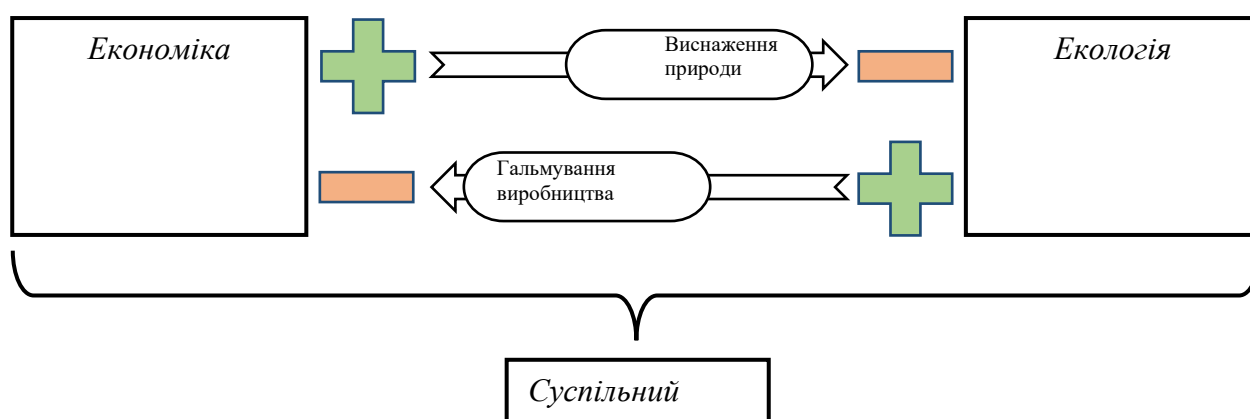 Економіка
Виснаження
природи
Екологія
Гальмування
виробництва
Суспільний